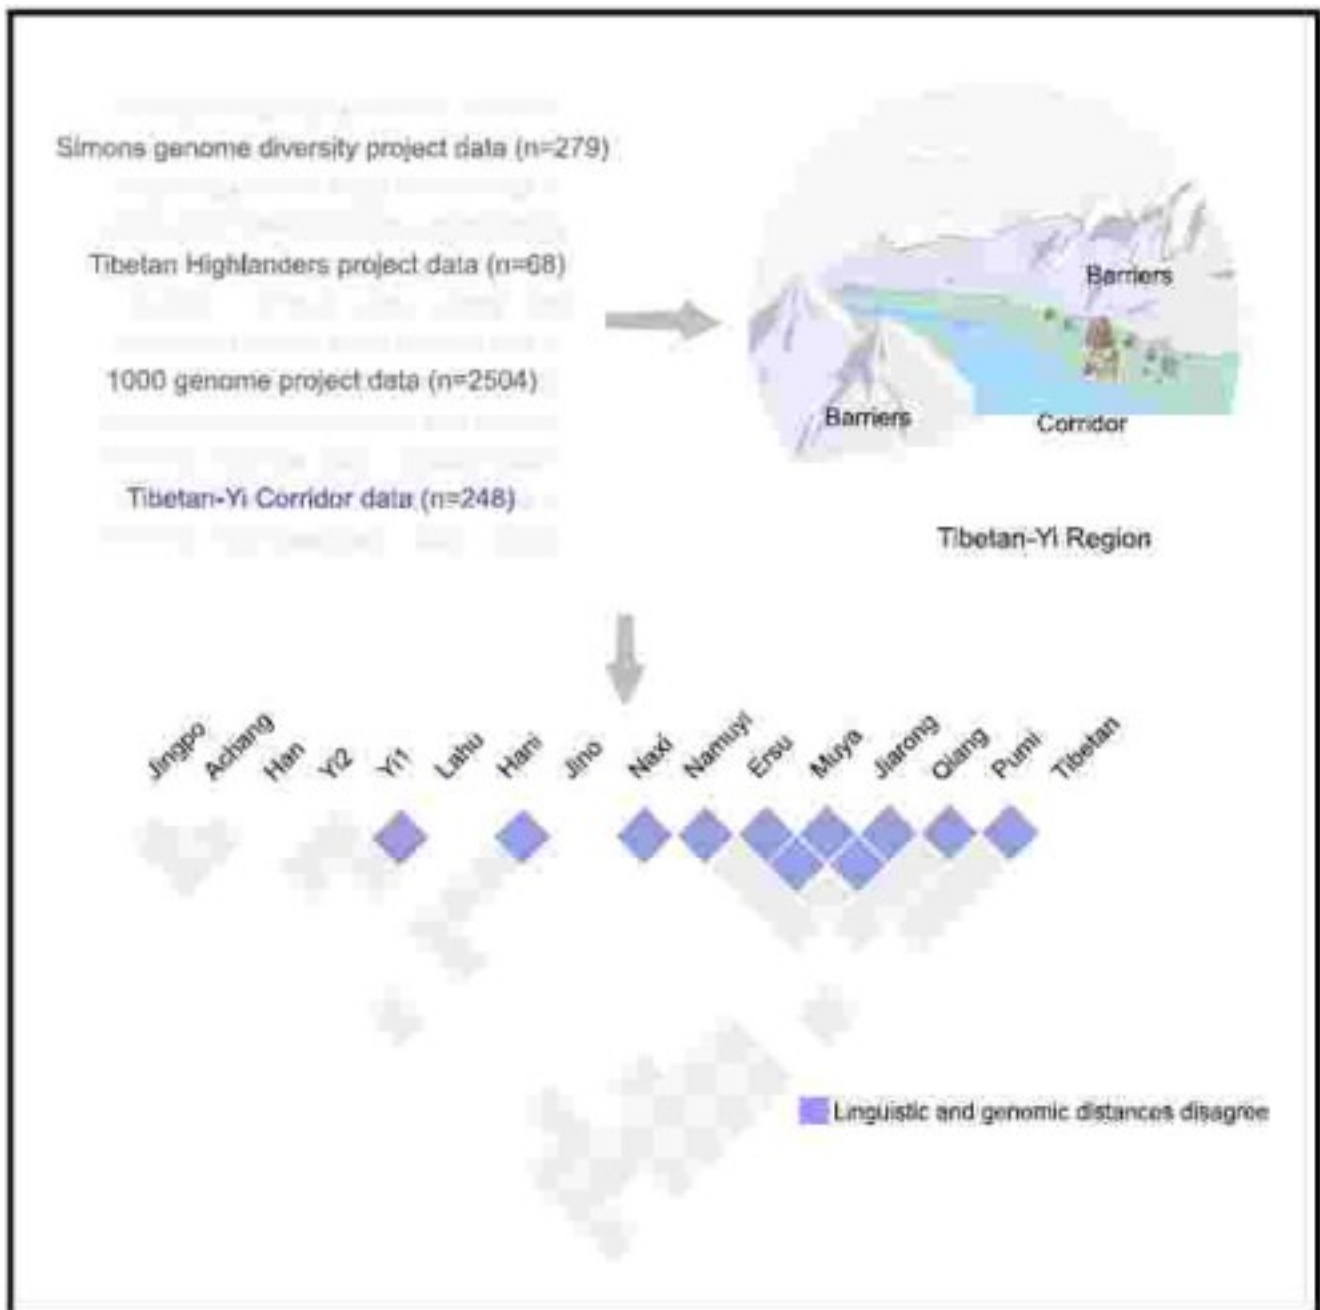 Simons genome diversity project data (n=279)
Tibetan Highlanders project data (n=68)
1000 genome project data (n=2504)
Tibetan-Yi Corridor data (n=248)
Barriers
Barriers
Corridor
Tibetan-Yi Region
Jingpo
Achang
Han
Yi2
Yi1
Lahu
Hani
Jino
Naxi
Namuyi
Ersu
Muya
Jiarong
Qiang
Pumi
Tibetan
Linguistic and genomic distances disagree